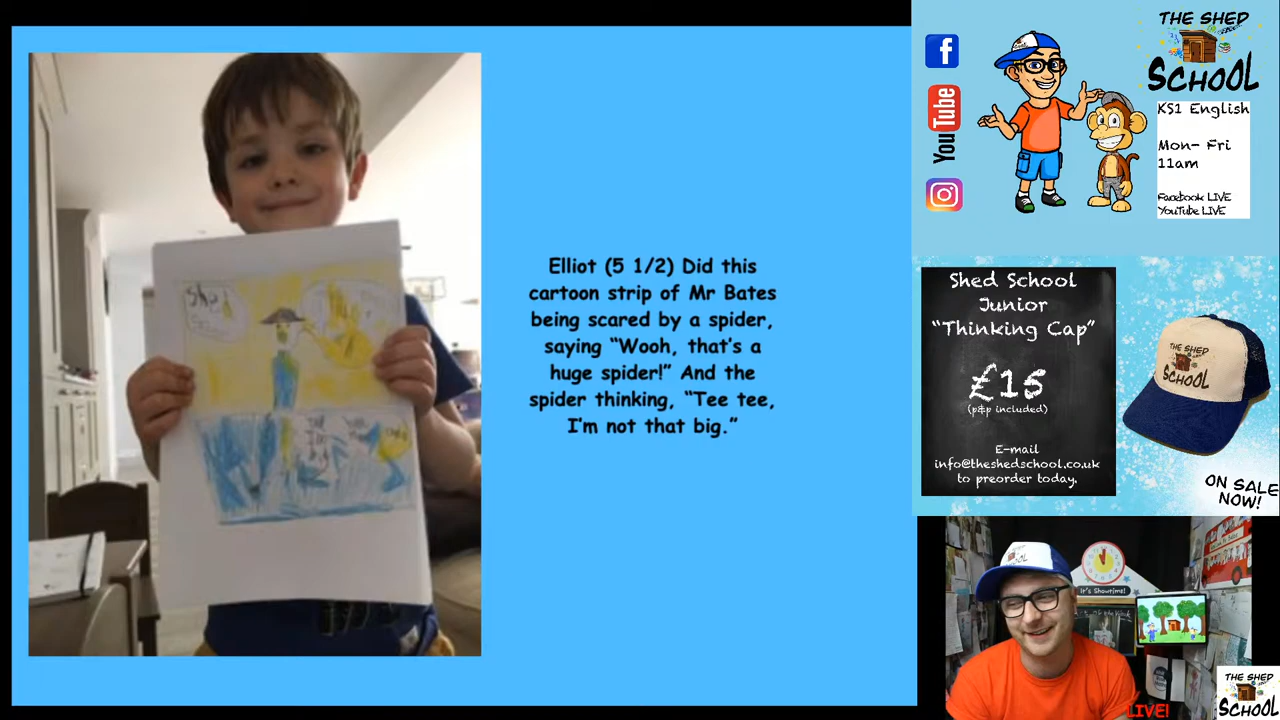 Elliot (5 1/2) Did this
cartoon strip of Mr Bates
being scared by a spider,
saying “Wooh, that’s a
huge spider!” And the
spider thinking, “Tee tee,
I’m not that big.”
THE SHED
SCHOOL
KS1 English
Mon- Fri
11am
Facebook LIVE
YouTube LIVE
YouTube
Shed School
Junior
“Thinking Cap”
£15
(p&p included)
E-mail
info@theshedschool.co.uk
to preorder today.
THE SHED
SCHOOL
ON SALE
NOW!
It's Showtime!
LIVE!
THE SHED
SCHOOL